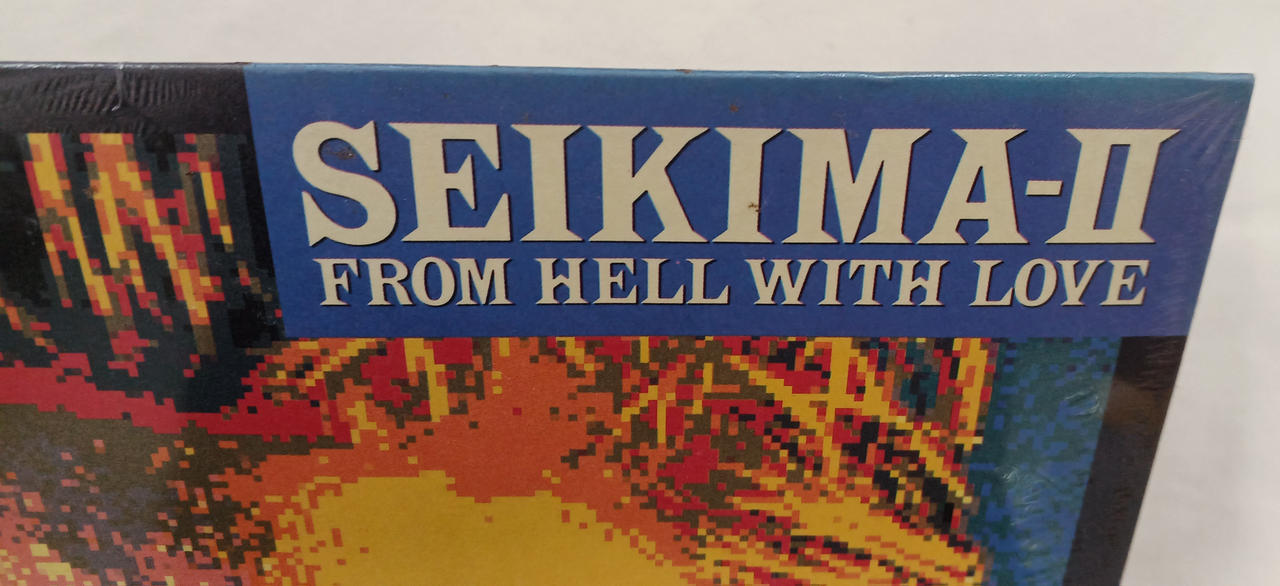 SEIKIMA-II
FROM HELL WITH LOVE